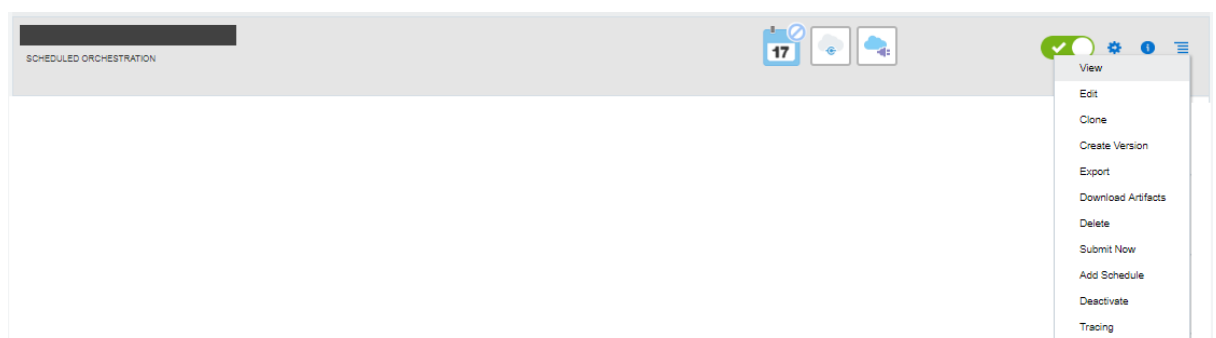 SCHEDULED ORCHESTRATION
17
View
Edit
Clone
Create Version
Export
Download Artifacts
Delete
Submit Now
Add Schedule
Deactivate
Tracing